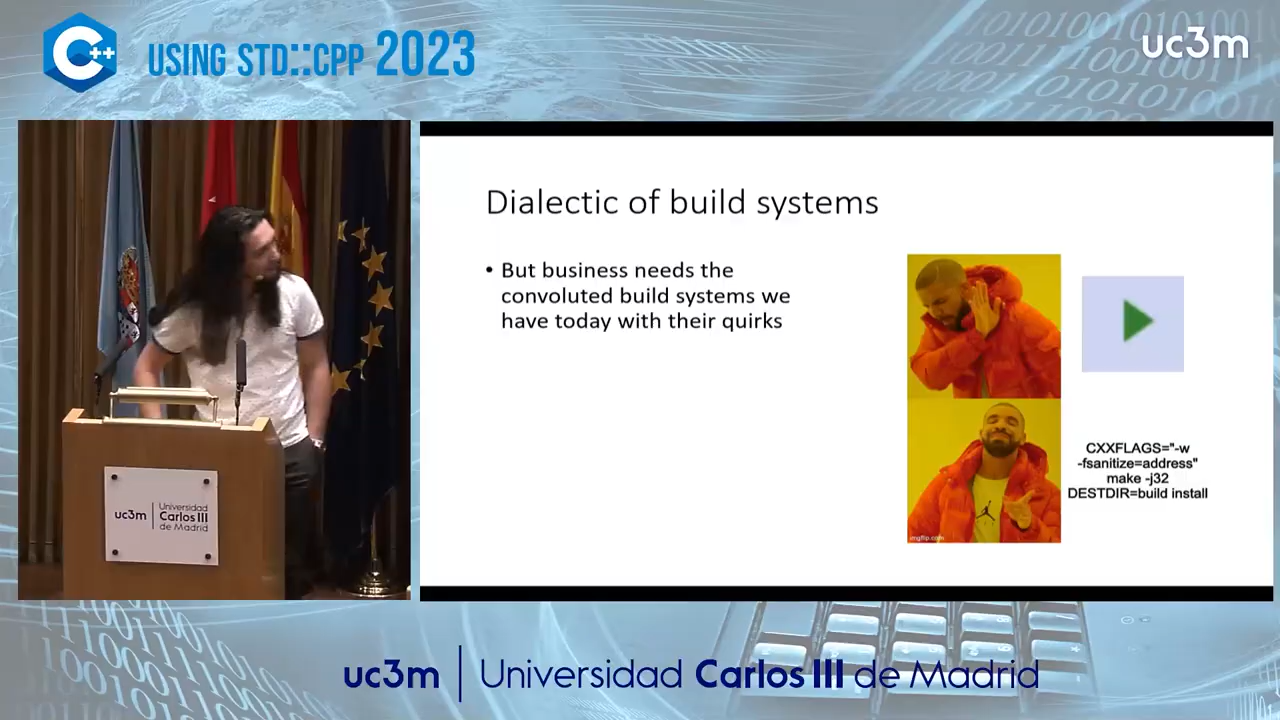 C++
USING STD::CPP 2023
uc3m
Dialectic of build systems
• But business needs the
convoluted build systems we
have today with their quirks
CXXFLAGS="-w
-fsanitize=address"
make -j32
DESTDIR=build install
imgflip.com
uc3m | Universidad
Carlos III
de Madrid
uc3m | Universidad Carlos III de Madrid